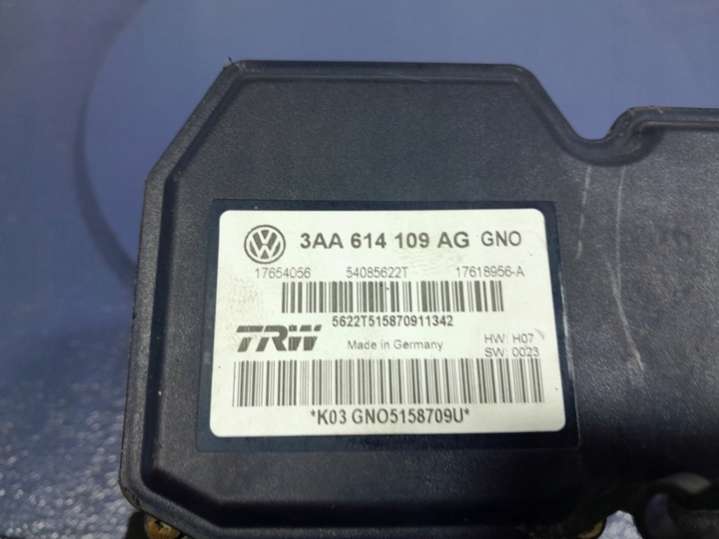 3AA 614 109 AG GNO
17654056 54085622T 17618956-A
5622T515870911342
TRW Made in Germany HW: H07
SW: 0023
*K03 GNO5158709U*